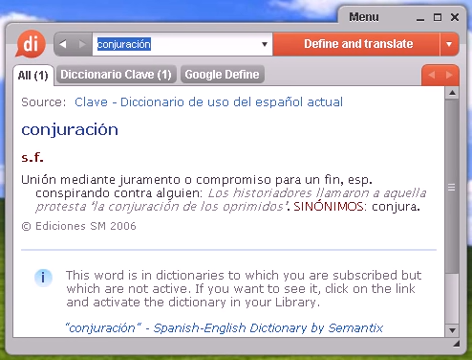 Menu
di
conjuración
Define and translate
All (1)
Diccionario Clave (1)
Google Define
Source: Clave - Diccionario de uso del español actual
conjuración
s.f.
Unión mediante juramento o compromiso para un fin, esp.
conspirando contra alguien: Los historiadores llamaron a aquella
protesta “la conjuración de los oprimidos”. SINÓNIMOS: conjura.
© Ediciones SM 2006
i
This word is in dictionaries to which you are subscribed but
which are not active. If you want to see it, click on the link
and activate the dictionary in your Library.
“conjuración” - Spanish-English Dictionary by Semantix